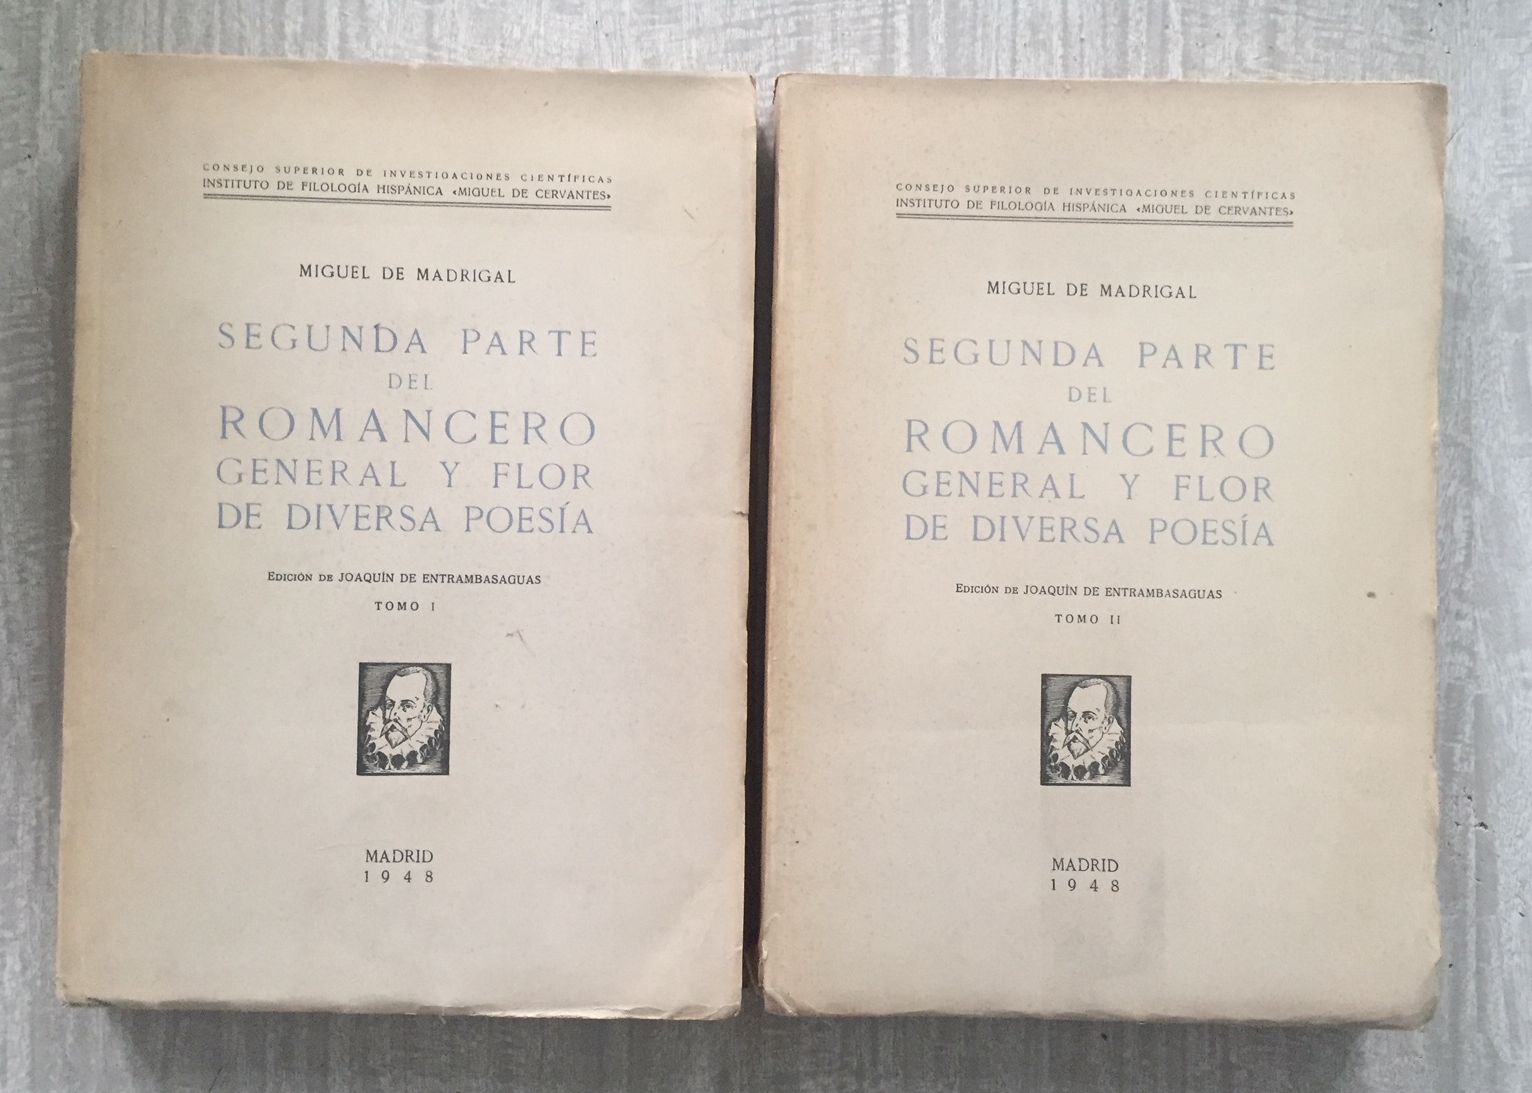 CONSEJO SUPERIOR DE INVESTIGACIONES CIENTÍFICAS
INSTITUTO DE FILOLOGÍA HISPÁNICA «MIGUEL DE CERVANTES»
MIGUEL DE MADRIGAL
SEGUNDA PARTE
DEL
ROMANCERO
GENERAL Y FLOR
DE DIVERSA POESÍA
EDICIÓN DE JOAQUÍN DE ENTRAMBASAGUAS
TOMO I
MADRID
1948
CONSEJO SUPERIOR DE INVESTIGACIONES CIENTÍFICAS
INSTITUTO DE FILOLOGÍA HISPÁNICA «MIGUEL DE CERVANTES»
MIGUEL DE MADRIGAL
SEGUNDA PARTE
DEL
ROMANCERO
GENERAL Y FLOR
DE DIVERSA POESÍA
EDICIÓN DE JOAQUÍN DE ENTRAMBASAGUAS
TOMO II
MADRID
1948